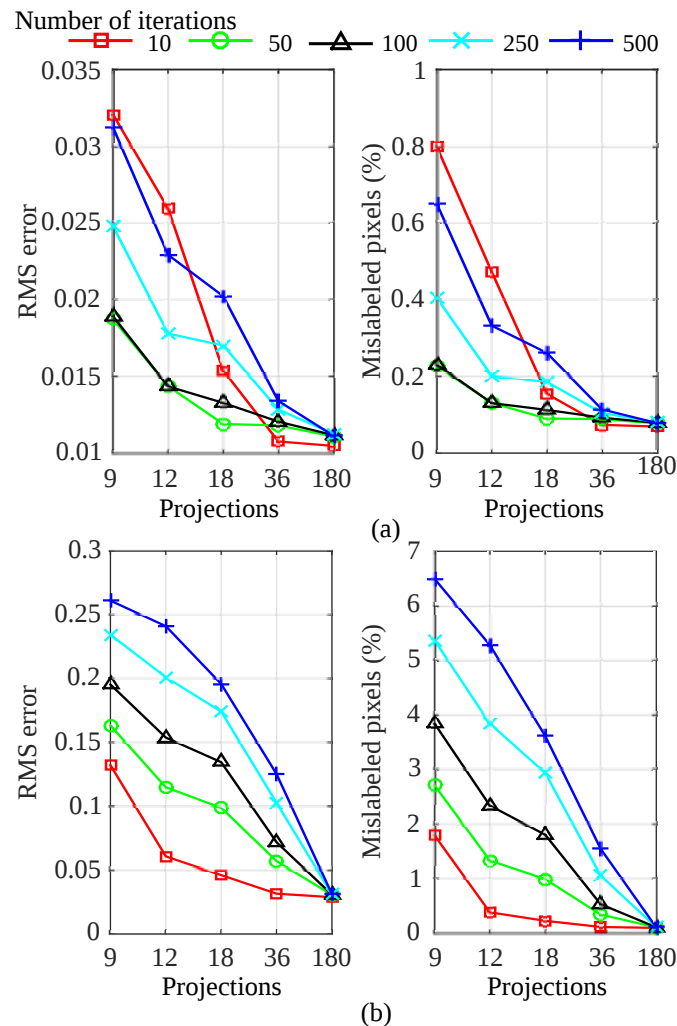 Number of iterations
10 50 100 250 500
0.035
0.03
0.025
0.02
0.015
0.01
RMS error
9 12 18 36 180
Projections
1
0.8
0.6
0.4
0.2
0
Mislabeled pixels (%)
9 12 18 36 180
Projections
(a)
0.3
0.25
0.2
0.15
0.1
0.05
0
RMS error
9 12 18 36 180
Projections
7
6
5
4
3
2
1
0
Mislabeled pixels (%)
9 12 18 36 180
Projections
(b)